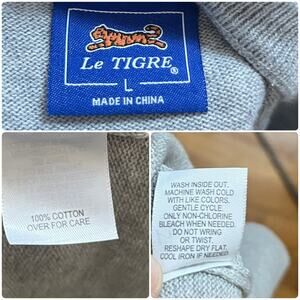 Le TIGRE®
L
MADE IN CHINA
100% COTTON
OVER FOR CARE
WASH INSIDE OUT.
MACHINE WASH COLD
WITH LIKE COLORS.
GENTLE CYCLE.
ONLY NON-CHLORINE
BLEACH WHEN NEEDED.
DO NOT WRING
OR TWIST.
RESHAPE DRY FLAT.
COOL IRON IF NEEDED.